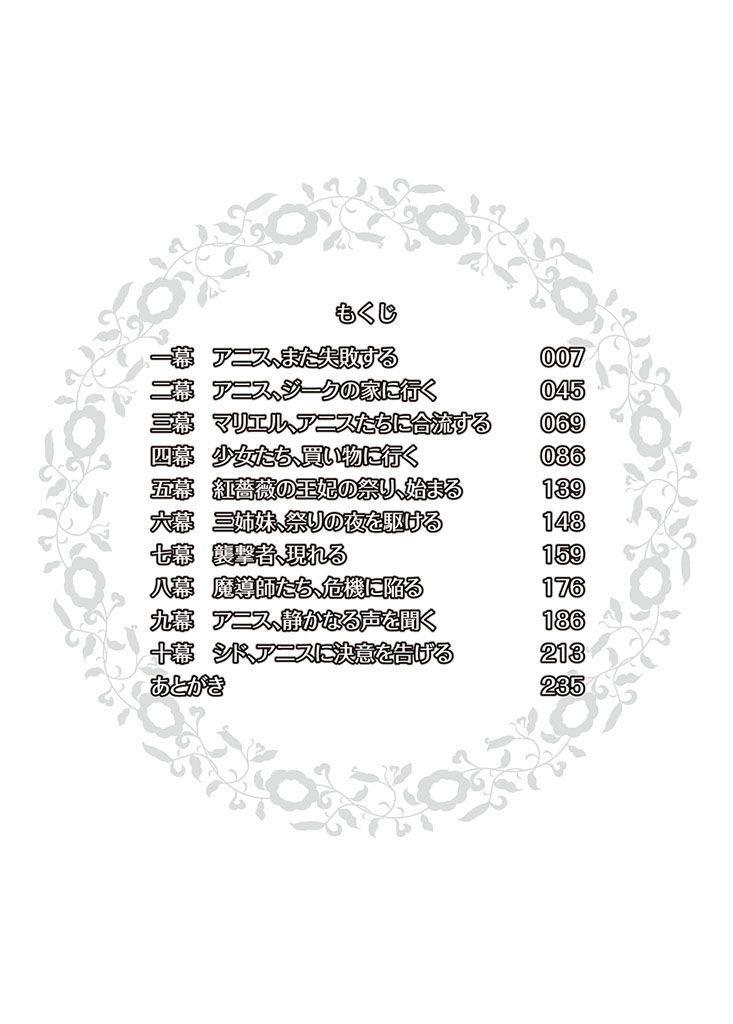 もくじ
一幕 アニス、また失敗する 007
二幕 アニス、ジークの家に行く 045
三幕 マリエル、アニスたちに合流する 069
四幕 少女たち、買い物に行く 086
五幕 紅薔薇の王妃の祭り、始まる 139
六幕 三姉妹、祭りの夜を駆ける 148
七幕 襲撃者、現れる 159
八幕 魔導師たち、危機に陥る 176
九幕 アニス、静かなる声を聞く 186
十幕 シド、アニスに決意を告げる 213
あとがき 235